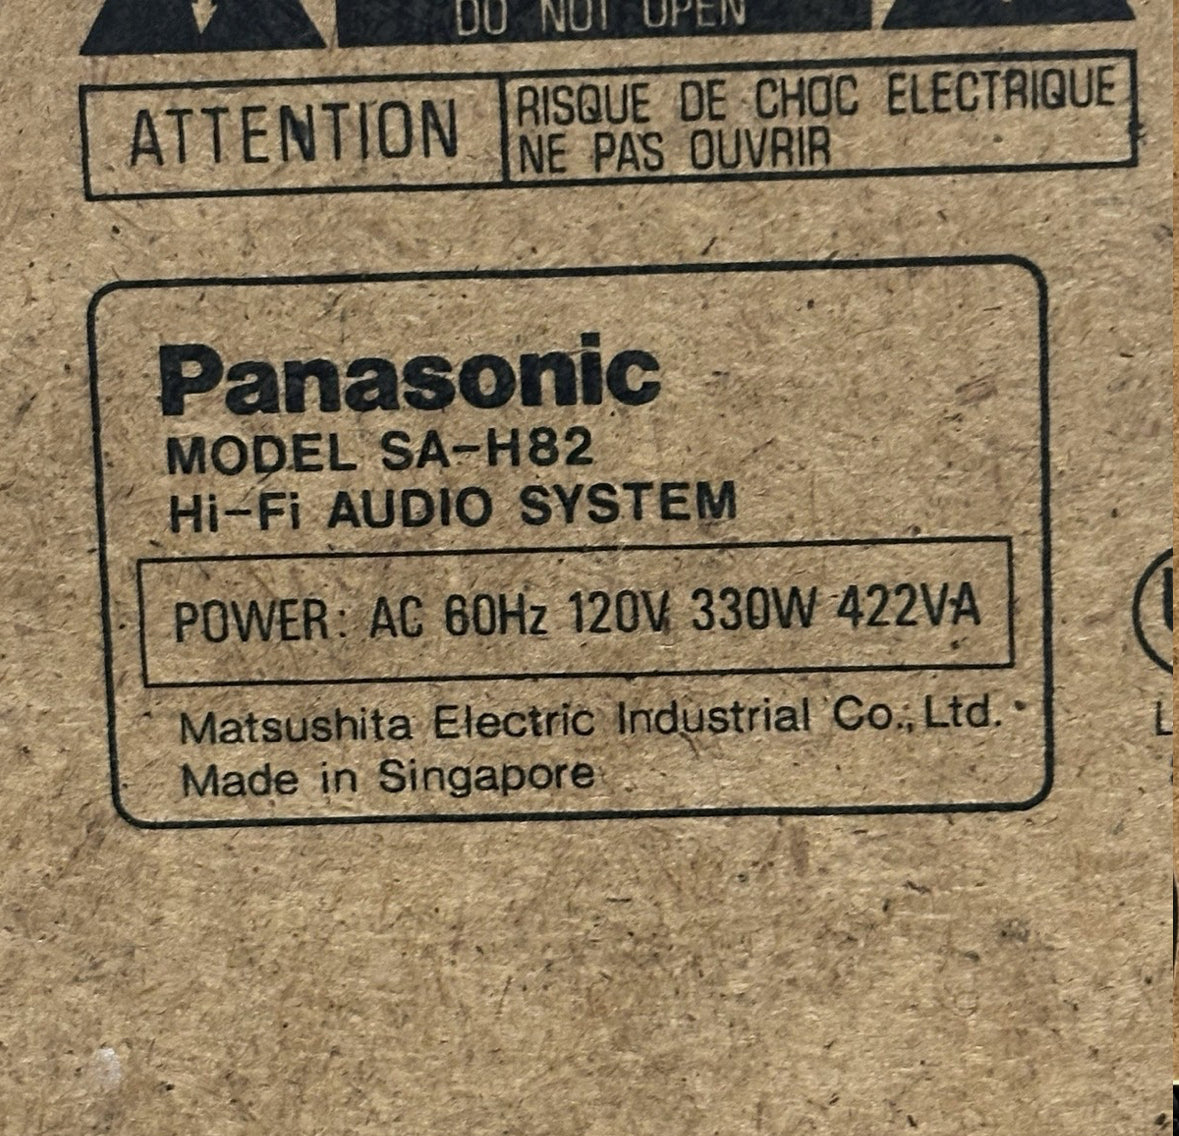 DO NOT OPEN
ATTENTION
RISQUE DE CHOC ELECTRIQUE
NE PAS OUVRIR
Panasonic
MODEL SA-H82
Hi-Fi AUDIO SYSTEM
POWER: AC 60Hz 120V 330W 422VA
Matsushita Electric Industrial Co., Ltd.
Made in Singapore